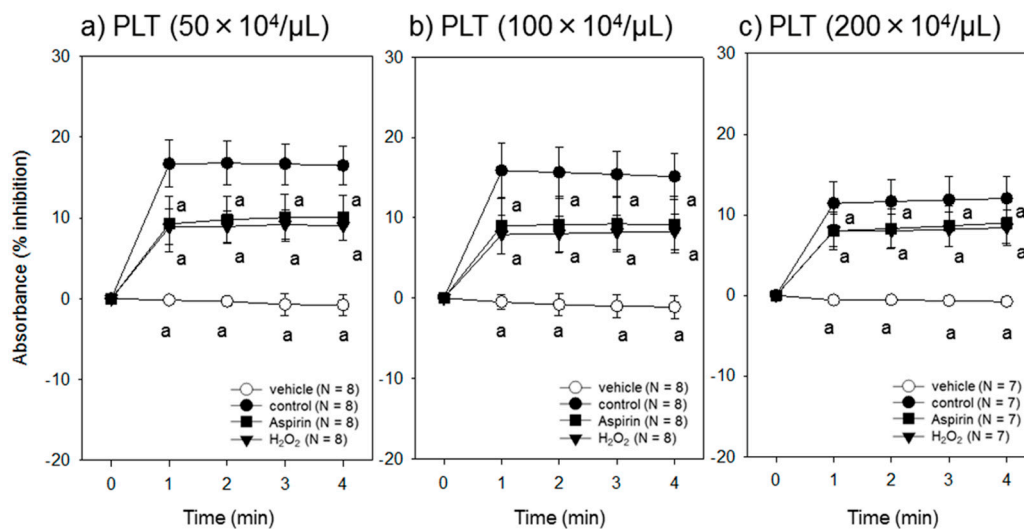 a) PLT (50 × 10⁴/μL)
b) PLT (100 × 10⁴/μL)
c) PLT (200 × 10⁴/μL)
Absorbance (% inhibition)
30
20
10
0
-10
-20
a a a a
a a a a
a a a a
vehicle (N = 8)
control (N = 8)
Aspirin (N = 8)
H₂O₂ (N = 8)
0 1 2 3 4
Time (min)
30
20
10
0
-10
-20
a a a a
a a a a
a a a a
vehicle (N = 8)
control (N = 8)
Aspirin (N = 8)
H₂O₂ (N = 8)
0 1 2 3 4
Time (min)
30
20
10
0
-10
-20
a a a a
a a a a
a a a a
vehicle (N = 7)
control (N = 7)
Aspirin (N = 7)
H₂O₂ (N = 7)
0 1 2 3 4
Time (min)